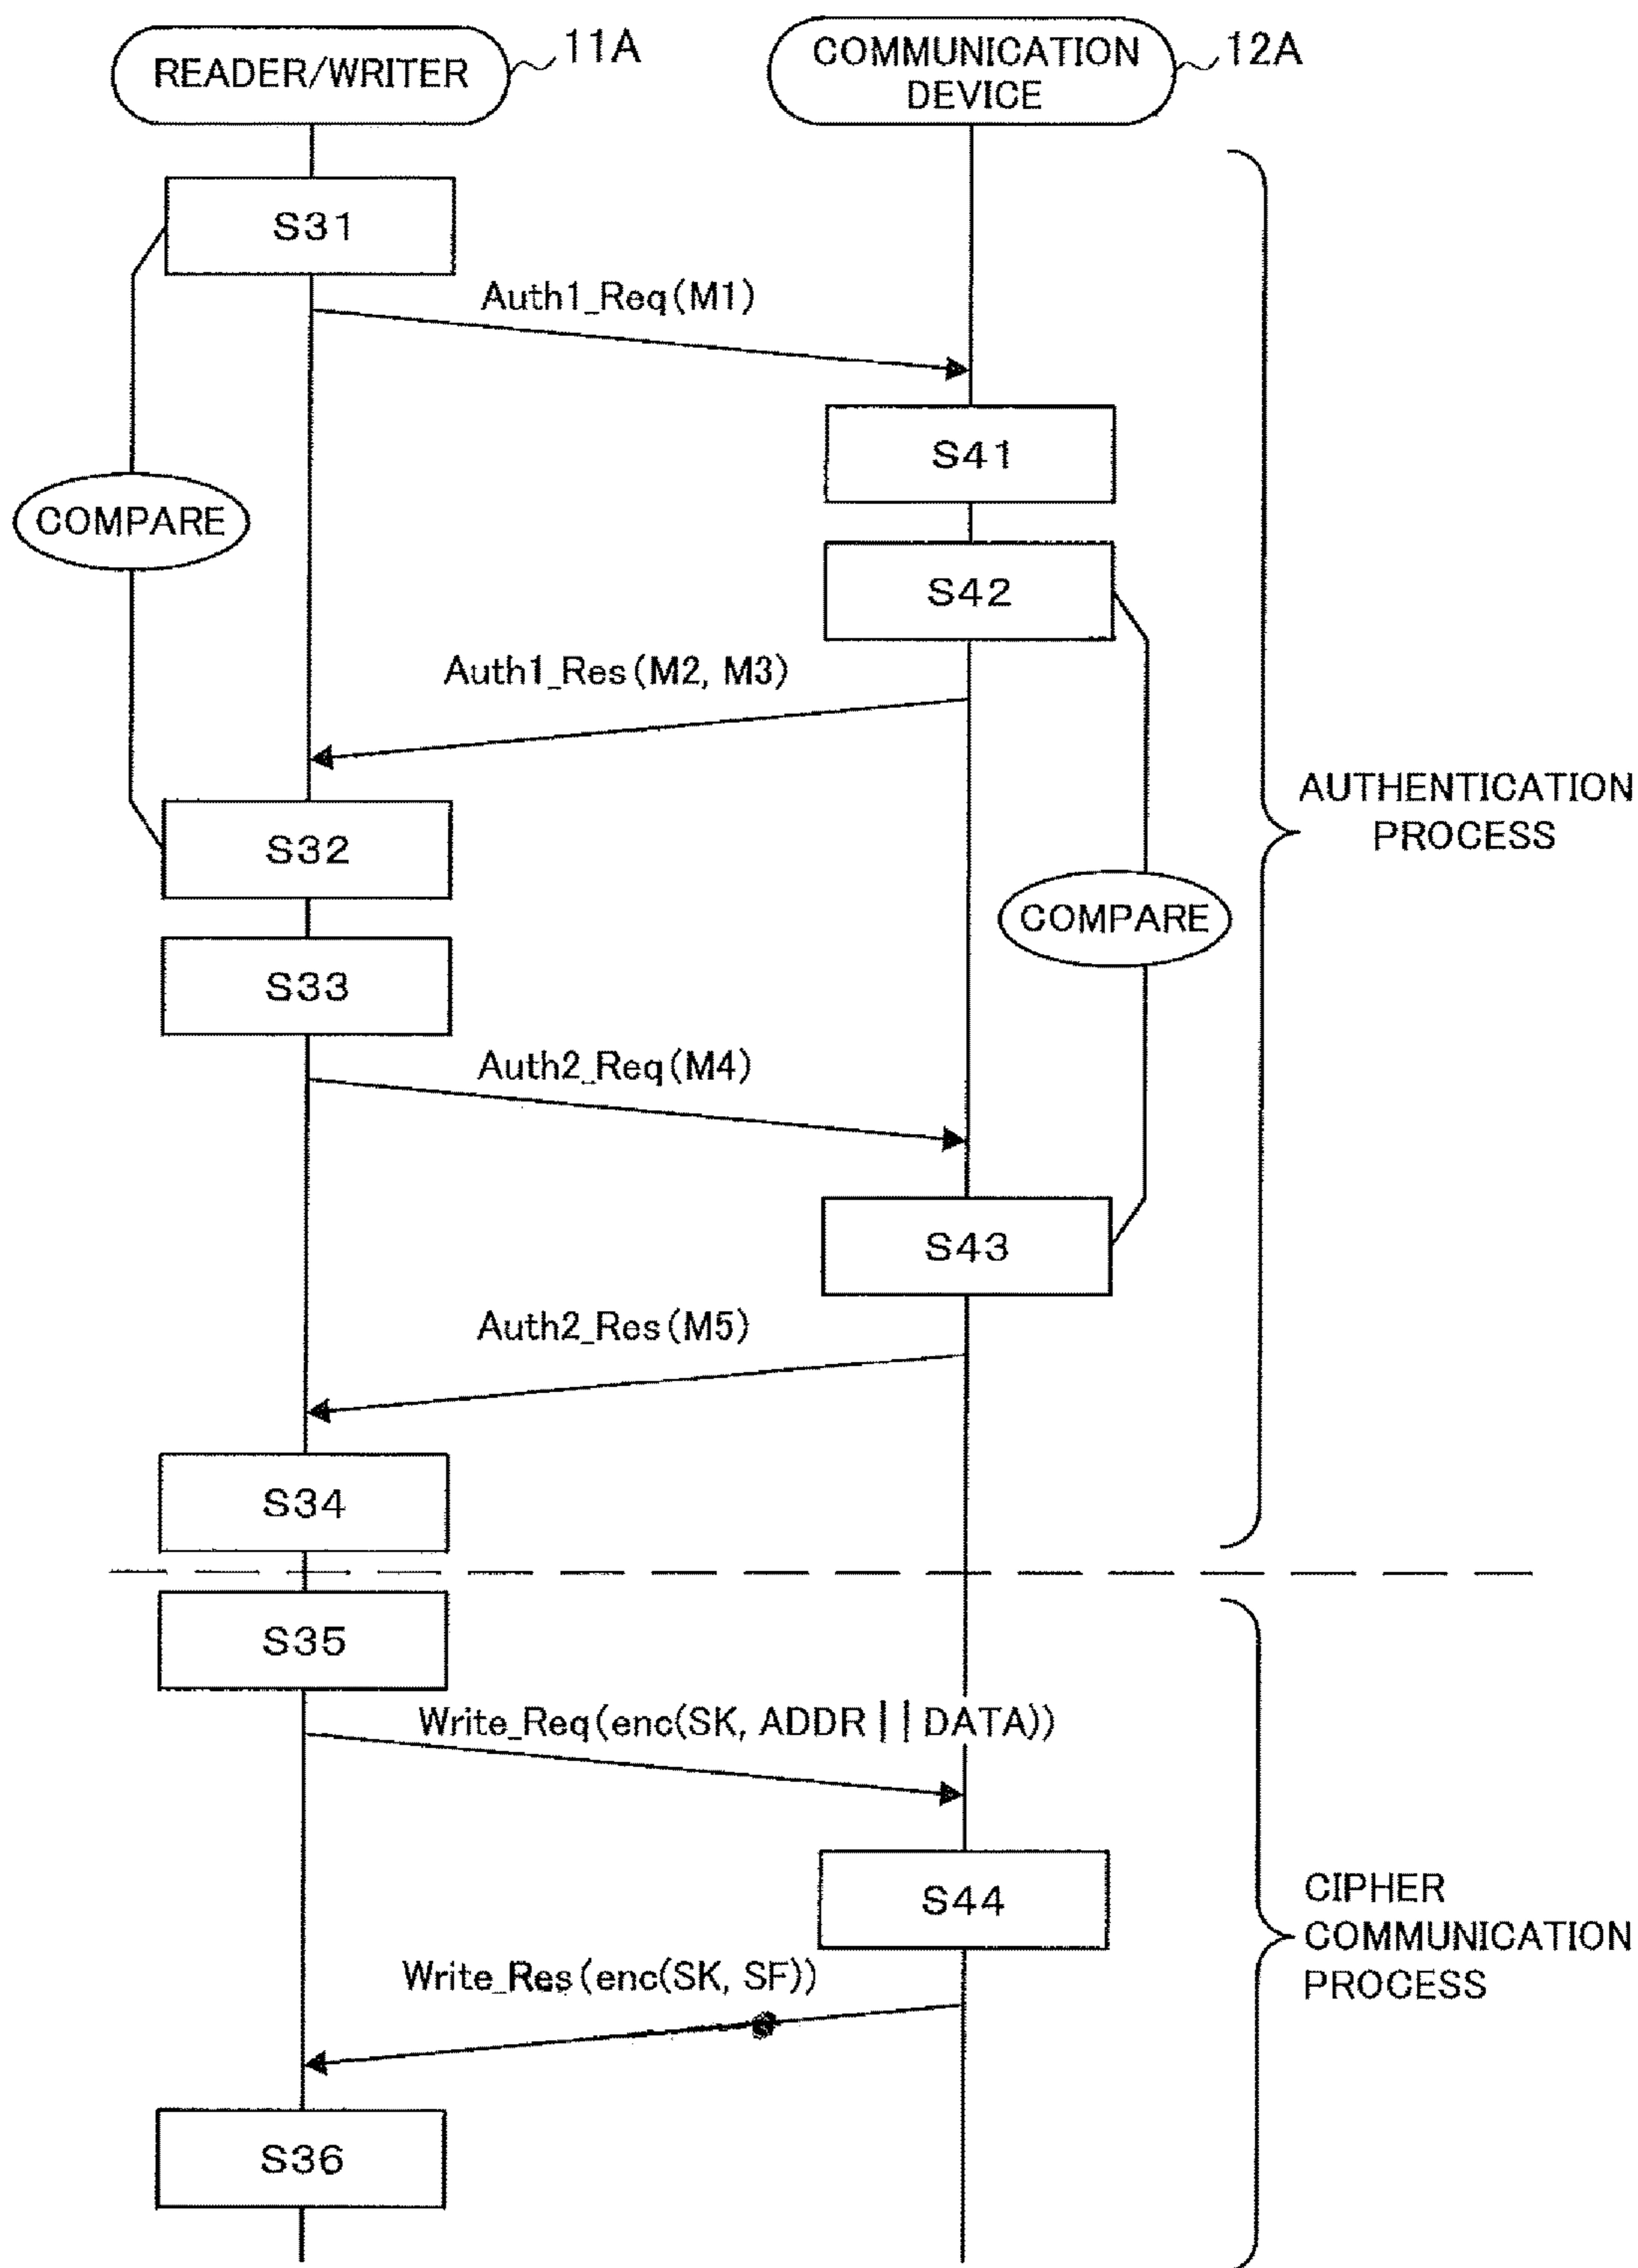 READER/WRITER
11A
COMMUNICATION
DEVICE
12A
S31
Auth1_Req(M1)
S41
COMPARE
S42
Auth1_Res(M2, M3)
AUTHENTICATION
PROCESS
S32
COMPARE
S33
Auth2_Req(M4)
S43
Auth2_Res(M5)
S34
S35
Write_Req(enc(SK, ADDR||DATA))
S44
CIPHER
COMMUNICATION
PROCESS
Write_Res(enc(SK, SF))
S36